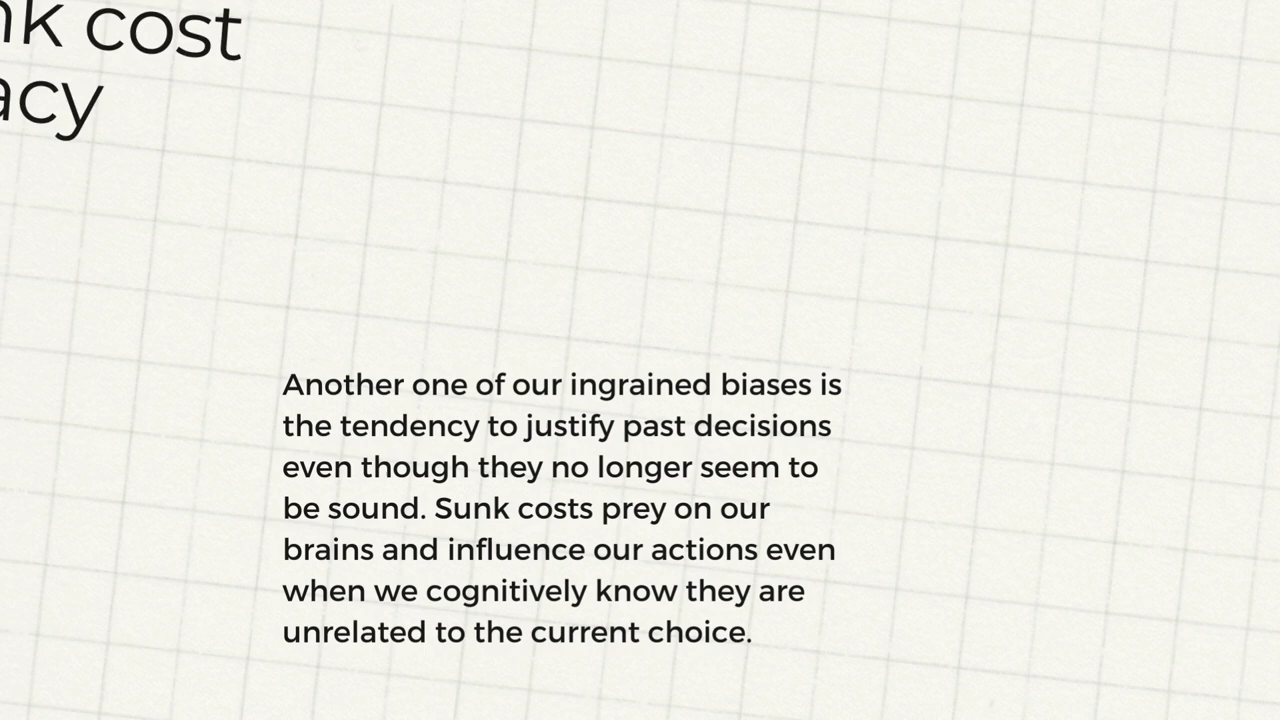 cost
Another one of our ingrained biases is
the tendency to justify past decisions
even though they no longer seem to
be sound. Sunk costs prey on our
brains and influence our actions even
when we cognitively know they are
unrelated to the current choice.